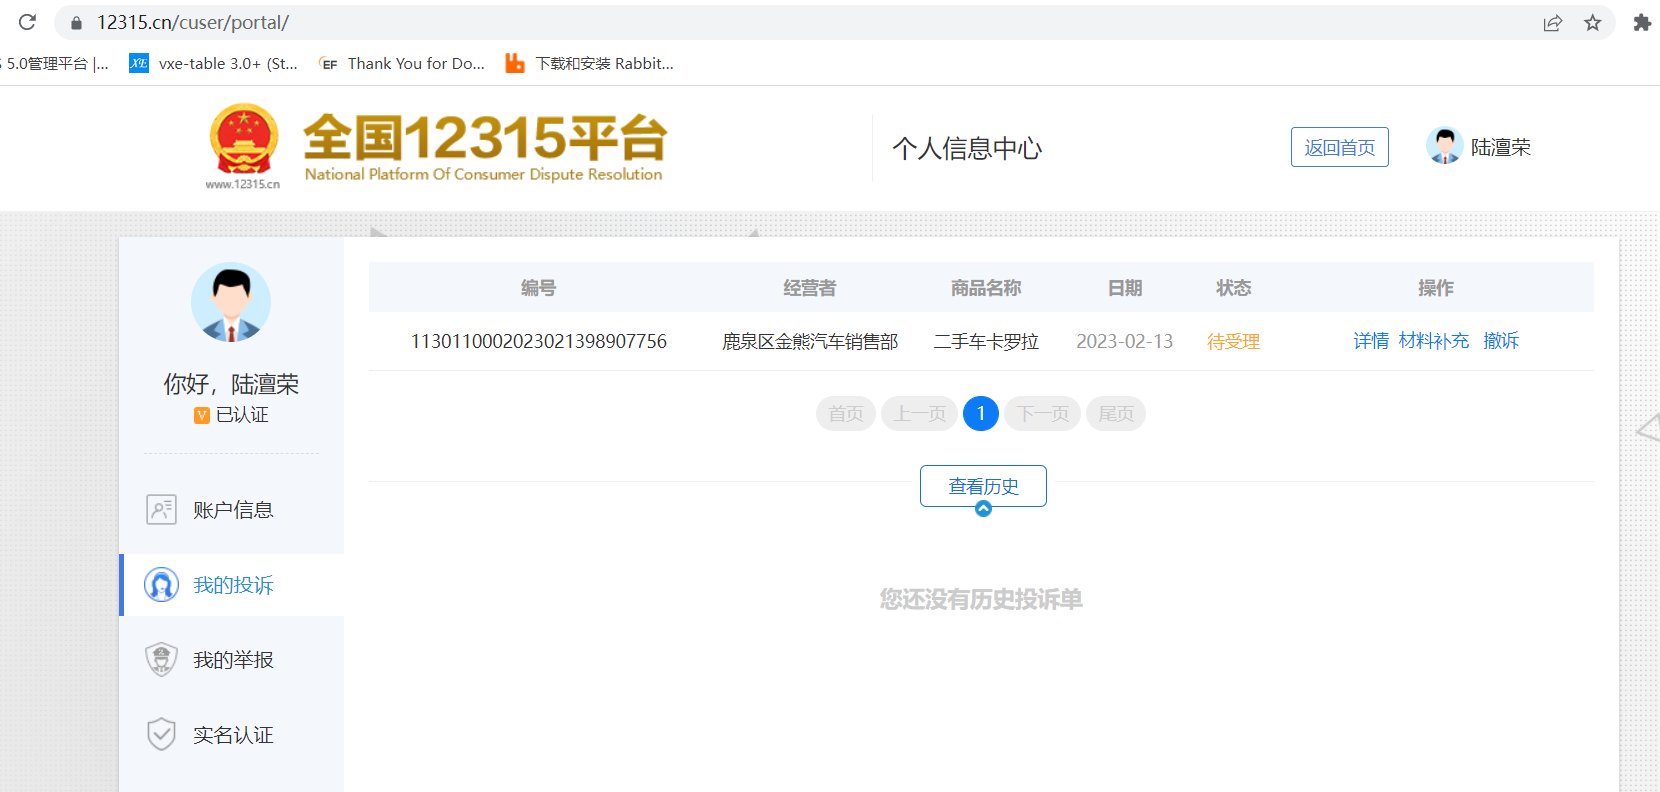 12315.cn/cuser/portal/
5.0管理平台 |...
XE vxe-table 3.0+ (St...
EF Thank You for Do...
下载和安装 Rabbit...
全国12315平台
National Platform Of Consumer Dispute Resolution
www.12315.cn
个人信息中心
返回首页
陆澶荣
你好，陆澶荣
V 已认证
账户信息
我的投诉
我的举报
实名认证
编号 经营者 商品名称 日期 状态 操作
1130110002023021398907756 鹿泉区金熊汽车销售部 二手车卡罗拉 2023-02-13 待受理 详情 材料补充 撤诉
首页 上一页 1 下一页 尾页
查看历史
您还没有历史投诉单